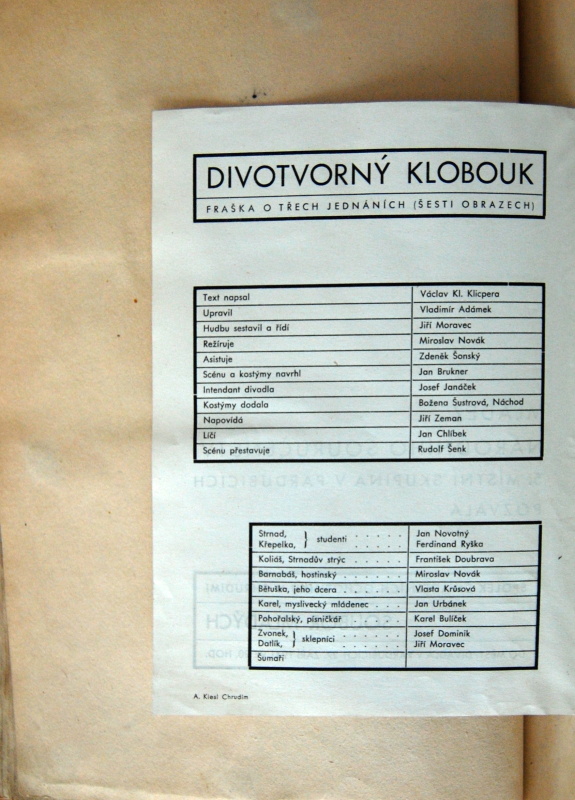 DIVOTVORNÝ KLOBOUK
FRAŠKA O TŘECH JEDNÁNÍCH (ŠESTI OBRAZECH)
Text napsal Václav Kl. Klicpera
Upravil Vladimír Adámek
Hudbu sestavil a řídí Jiří Moravec
Režíruje Miroslav Novák
Asistuje Zdeněk Šonský
Scénu a kostýmy navrhl Jan Brukner
Intendant divadla Josef Janáček
Kostýmy dodala Božena Šustrová, Náchod
Napovídá Jiří Zeman
Líčí Jan Chlíbek
Scénu přestavuje Rudolf Šenk
Strnad, } studenti . . . . . Jan Novotný
Křepelka, . . . . . Ferdinand Ryška
Koliáš, Strnadův strýc . . . . František Doubrava
Barnabáš, hostinský . . . . . Miroslav Novák
Bětuška, jeho dcera . . . . . Vlasta Krůsová
Karel, myslivecký mládenec . . . Jan Urbánek
Pohořalský, písničkář . . . . Karel Bulíček
Zvonek, } sklepníci . . . . . Josef Dominik
Datlík, . . . . . Jiří Moravec
Šumaři
A. Kiesl Chrudim